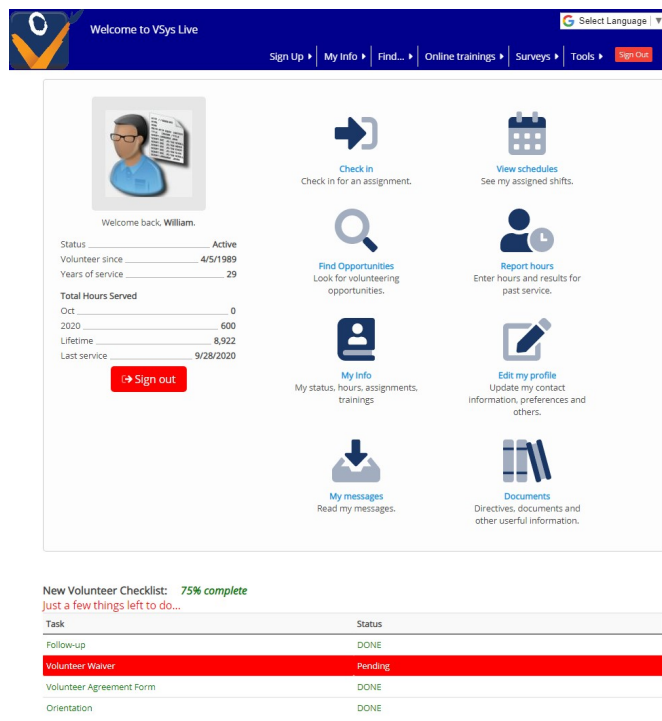 Welcome to VSys Live
Select Language ▼
Sign Up
My Info
Find...
Online trainings
Surveys
Tools
Sign Out
Welcome back, William.
Status Active
Volunteer since 4/5/1989
Years of service 29
Total Hours Served
Oct 0
2020 600
Lifetime 8,922
Last service 9/28/2020
Sign out
Check in
Check in for an assignment.
View schedules
See my assigned shifts.
Find Opportunities
Look for volunteering
opportunities.
Report hours
Enter hours and results for
past service.
My Info
My status, hours, assignments,
trainings
Edit my profile
Update my contact
information, preferences and
others.
My messages
Read my messages.
Documents
Directives, documents and
other userful information.
New Volunteer Checklist: 75% complete
Just a few things left to do...
Task Status
Follow-up DONE
Volunteer Waiver Pending
Volunteer Agreement Form DONE
Orientation DONE